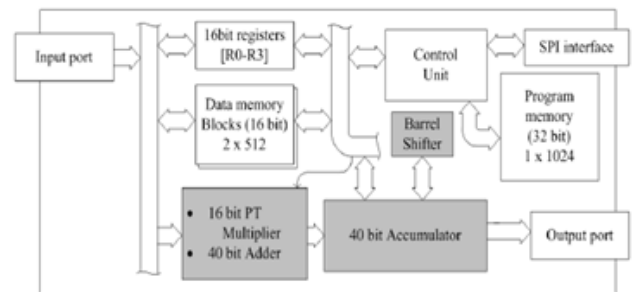 Input port
16bit registers
[R0-R3]
Control
Unit
SPI interface
Data memory
Blocks (16 bit)
2 x 512
Barrel
Shifter
Program
memory
(32 bit)
1 x 1024
• 16 bit PT
Multiplier
• 40 bit Adder
40 bit Accumulator
Output port